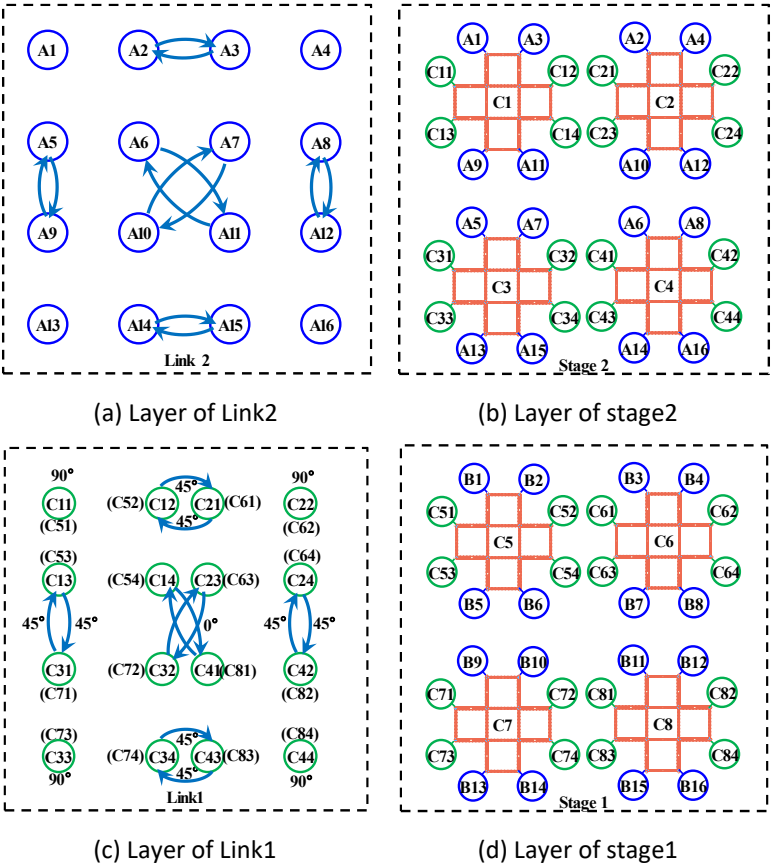 A1 A2 A3 A4
A5 A6 A7 A8
A9 A10 A11 A12
A13 A14 A15 A16
Link 2
(a) Layer of Link2
A1 A3 A2 A4
C11 C12 C21 C22
C1 C2
C13 C14 C23 C24
A9 A11 A10 A12
A5 A7 A6 A8
C31 C32 C41 C42
C3 C4
C33 C34 C43 C44
A13 A15 A14 A16
Stage 2
(b) Layer of stage2
90° 45° 90°
C11 (C52) C12 C21 (C61) C22
(C51) 45° (C62)
(C53) (C64)
C13 (C54) C14 C23 (C63) C24
45° 45° 0° 45° 45°
C31 (C72) C32 C41 (C81) C42
(C71) (C82)
(C73) 45° (C84)
C33 (C74) C34 C43 (C83) C44
90° 45° 90°
Link1
(c) Layer of Link1
B1 B2 B3 B4
C51 C52 C61 C62
C5 C6
C53 C54 C63 C64
B5 B6 B7 B8
B9 B10 B11 B12
C71 C72 C81 C82
C7 C8
C73 C74 C83 C84
B13 B14 B15 B16
Stage 1
(d) Layer of stage1